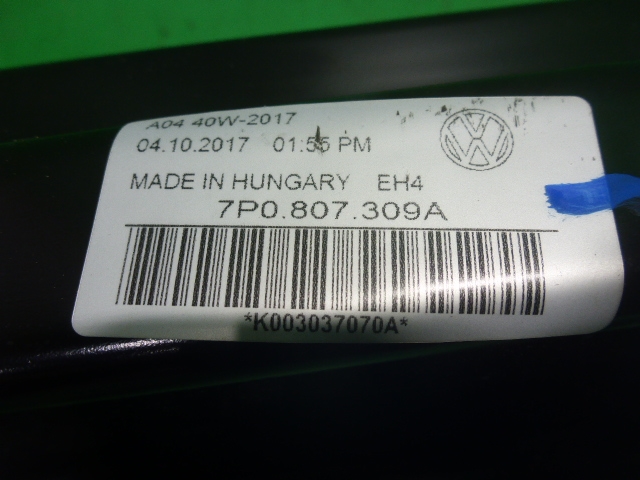 A04 40W-2017
04.10.2017 01:55 PM
MADE IN HUNGARY EH4
7P0.807.309A
*K003037070A*